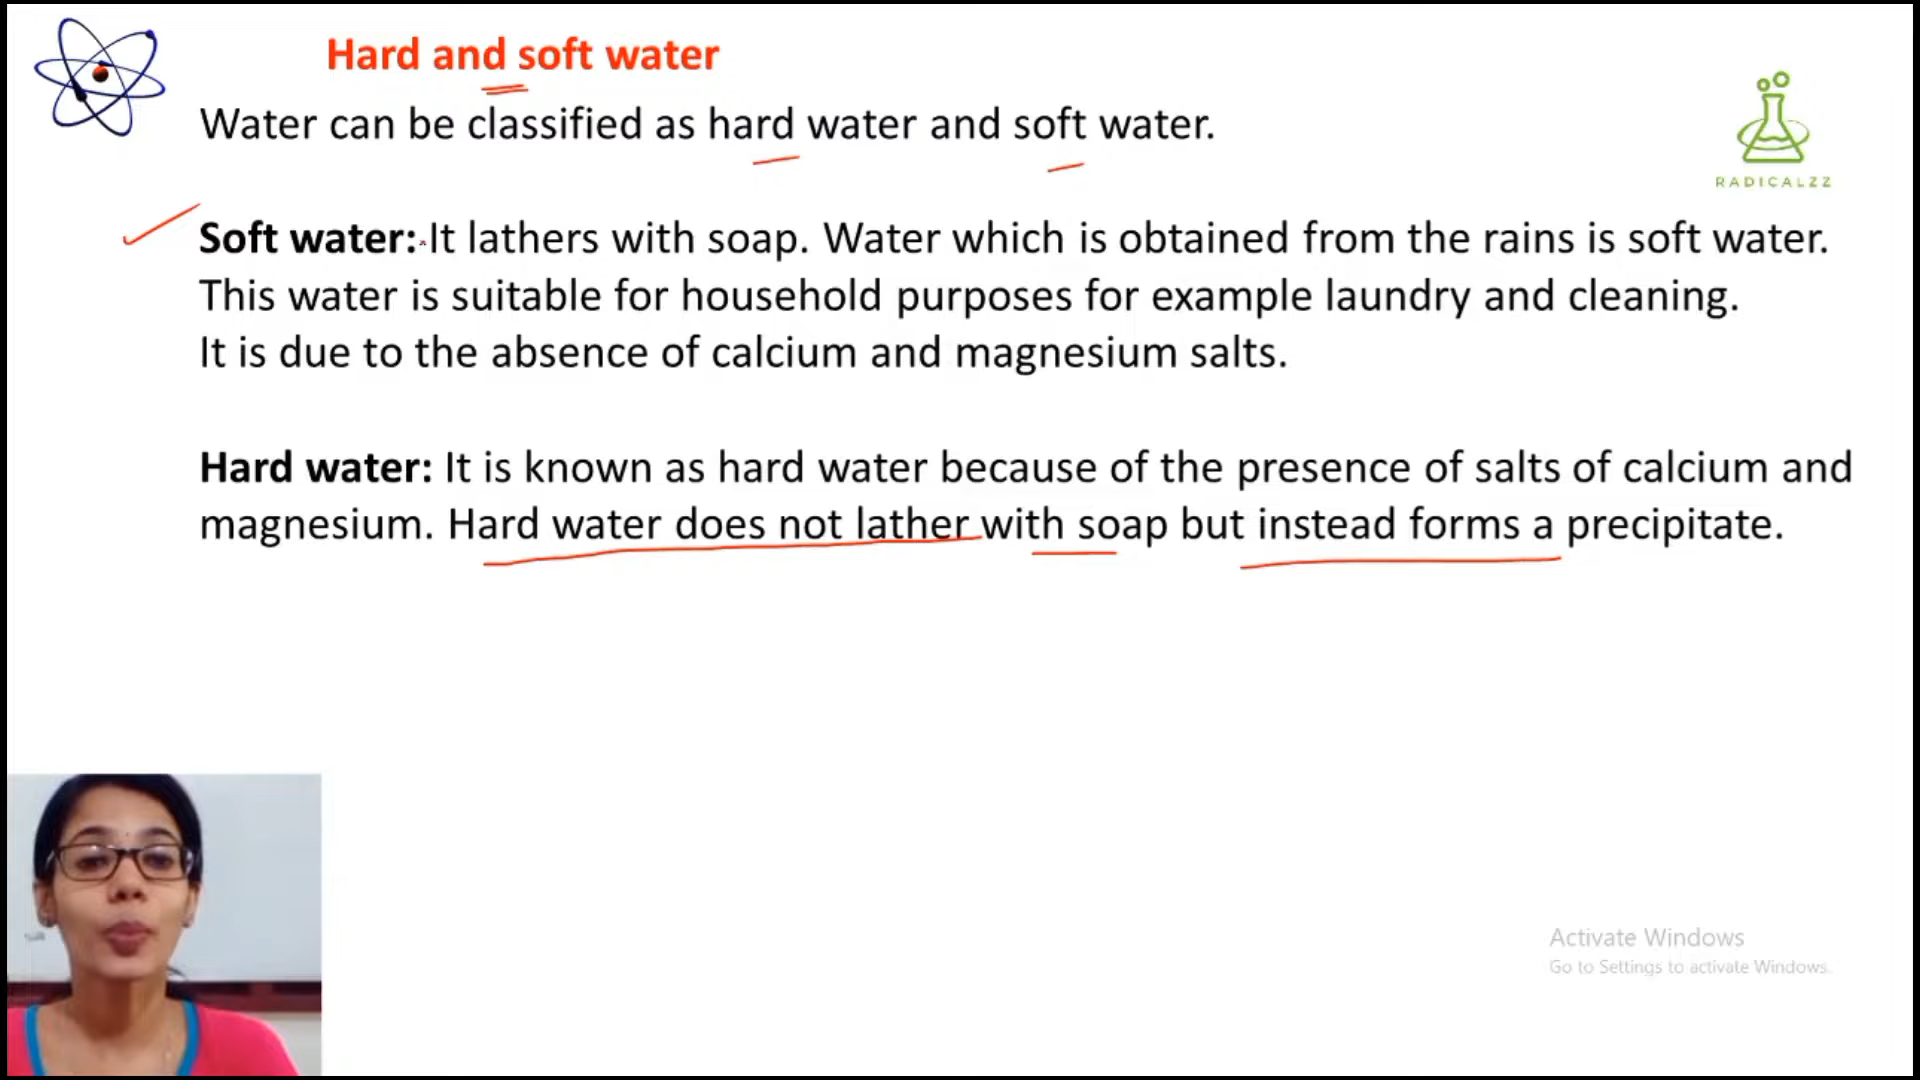 Hard and soft water
Water can be classified as hard water and soft water.
RADICALZZ
Soft water: It lathers with soap. Water which is obtained from the rains is soft water.
This water is suitable for household purposes for example laundry and cleaning.
It is due to the absence of calcium and magnesium salts.
Hard water: It is known as hard water because of the presence of salts of calcium and
magnesium. Hard water does not lather with soap but instead forms a precipitate.
Activate Windows
Go to Settings to activate Windows.